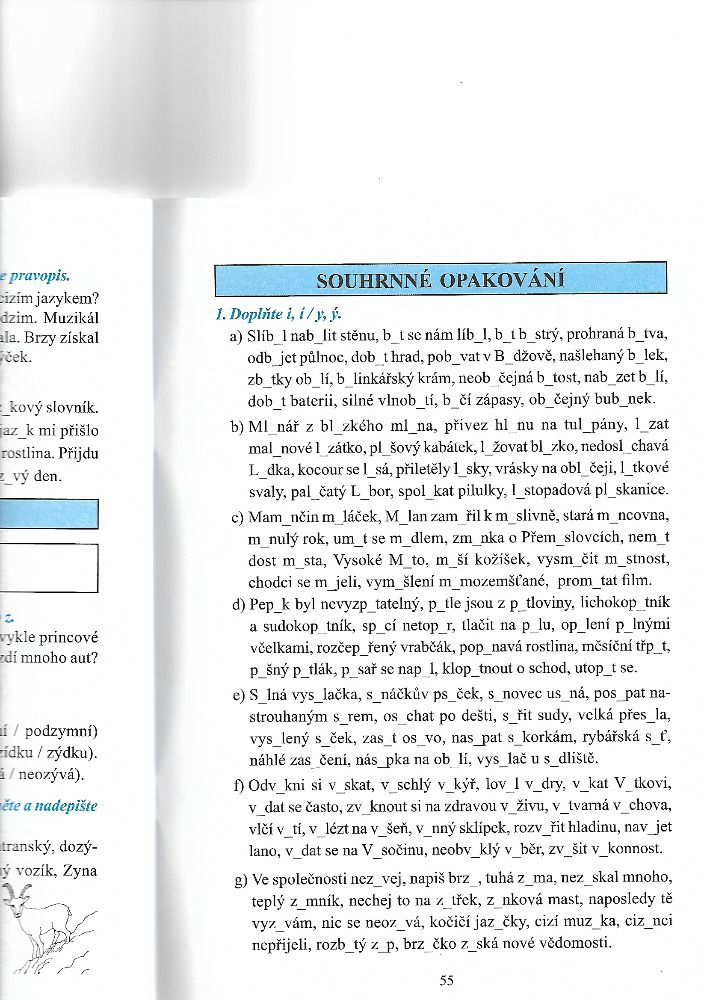 e pravopis.
cizím jazykem?
dzim. Muzikál
ala. Brzy získal
ýček.
z_kový slovník.
jaz_k mi přišlo
rostlina. Přijdu
z_vý den.
z.
vykle princové
zdí mnoho aut?
ní / podzymní)
zídku / zýdku).
á / neozývá).
ěte a nadepište
transký, dozý-
ý vozík, Zyna
SOUHRNNÉ OPAKOVÁNÍ
1. Doplňte i, í / y, ý.
a) Slíb_l nab_lit stěnu, b_t se nám líb_l, b_t b_strý, prohraná b_tva,
odb_jet půlnoc, dob_t hrad, pob_vat v B_džově, našlehaný b_lek,
zb_tky ob_lí, b_linkářský krám, neob_čejná b_tost, nab_zet b_lí,
dob_t baterii, silné vlnob_tí, b_čí zápasy, ob_čejný bub_nek.
b) Ml_nář z bl_zkého ml_na, přivez hl_nu na tul_pány, l_zat
mal_nové l_zátko, pl_šový kabátek, l_žovat bl_zko, nedosl_chavá
L_dka, kocour se l_sá, přiletěly l_sky, vrásky na obl_čeji, l_tkové
svaly, pal_čatý L_bor, spol_kat pilulky, l_stopadová pl_skanice.
c) Mam_nčin m_láček, M_lan zam_řil k m_slivně, stará m_ncovna,
m_nulý rok, um_t se m_dlem, zm_nka o Přem_slovcích, nem_t
dost m_sta, Vysoké M_to, m_ší kožíšek, vysm_čit m_stnost,
chodci se m_jeli, vym_šlení m_mozemšťané, prom_tat film.
d) Pep_k byl nevyzp_tatelný, p_tle jsou z p_tloviny, lichokop_tník
a sudokop_tník, sp_cí netop_r, tlačit na p_lu, op_lení p_lnými
včelkami, rozčep_řený vrabčák, pop_navá rostlina, měsíční třp_t,
p_šný p_tlák, p_sař se nap_l, klop_tnout o schod, utop_t se.
e) S_lná vys_lačka, s_náčkův ps_ček, s_novec us_ná, pos_pat na-
strouhaným s_rem, os_chat po dešti, s_řit sudy, velká přes_la,
vys_lený s_ček, zas_t os_vo, nas_pat s_korkám, rybářská s_ť,
náhlé zas_čení, nás_pka na ob_lí, vys_lač u s_dliště.
f) Odv_kni si v_skat, v_schlý v_kýř, lov_l v_dry, v_kat V_tkovi,
v_dat se často, zv_knout si na zdravou v_živu, v_tvarná v_chova,
vlčí v_tí, v_lézt na v_šeň, v_nný sklípek, rozv_řit hladinu, nav_jet
lano, v_dat se na V_sočinu, neobv_klý v_běr, zv_šit v_konnost.
g) Ve společnosti nez_vej, napiš brz_, tuhá z_ma, nez_skal mnoho,
teplý z_mník, nechej to na z_třek, z_nková mast, naposledy tě
vyz_vám, nic se neoz_vá, kočičí jaz_čky, cizí muz_ka, ciz_nci
nepřijeli, rozb_tý z_p, brz_čko z_ská nové vědomosti.
55